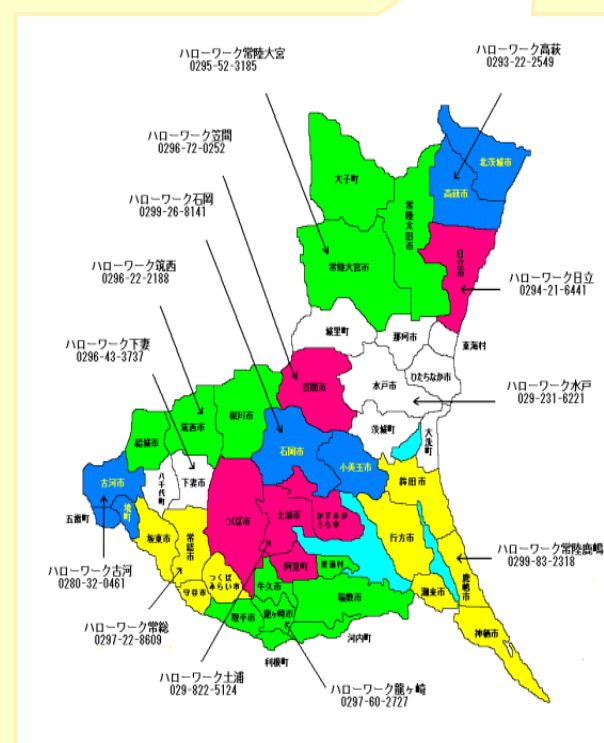 ハローワーク常陸大宮
0295-52-3185
ハローワーク高萩
0293-22-2549
ハローワーク笠間
0296-72-0252
ハローワーク石岡
0299-26-8141
ハローワーク筑西
0296-22-2188
ハローワーク下妻
0296-43-3737
北茨城市
高萩市
大子町
常陸太田市
日立市
常陸大宮市
ハローワーク日立
0294-21-6441
城里町
那珂市
東海村
笠間市
水戸市
ひたちなか市
ハローワーク水戸
029-231-6221
茨城町
大洗町
結城市
筑西市
桜川市
石岡市
小美玉市
古河市
八千代町
下妻市
つくば市
土浦市
かすみがうら市
鉾田市
五霞町
境町
坂東市
常総市
行方市
ハローワーク常陸鹿嶋
0299-83-2318
ハローワーク古河
0280-32-0461
守谷市
つくばみらい市
阿見町
美浦村
牛久市
稲敷市
潮来市
鹿嶋市
神栖市
取手市
龍ヶ崎市
河内町
利根町
ハローワーク常総
0297-22-8609
ハローワーク土浦
029-822-5124
ハローワーク龍ヶ崎
0297-60-2727